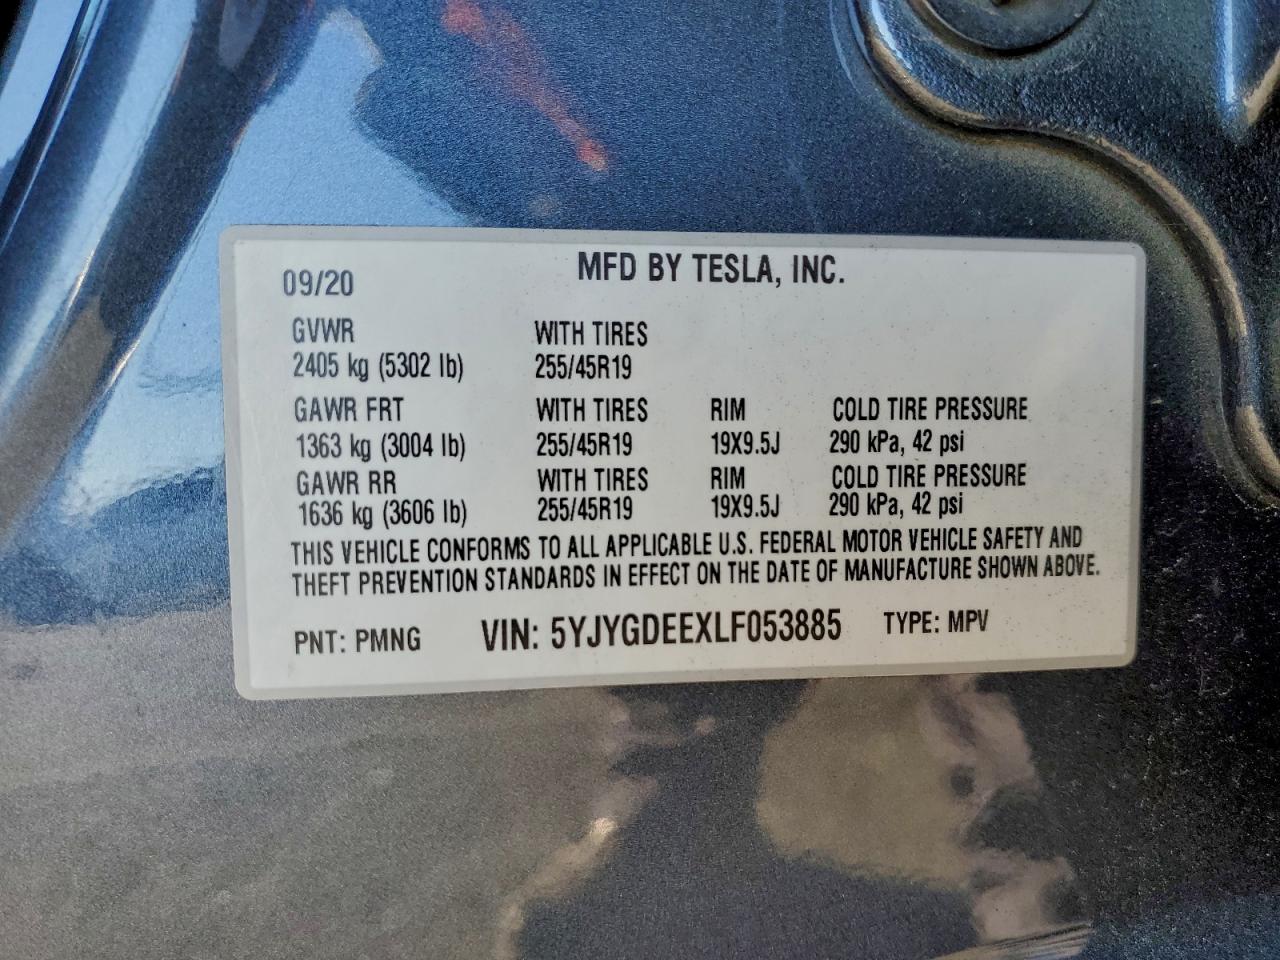 MFD BY TESLA, INC.
09/20
GVWR WITH TIRES
2405 kg (5302 lb) 255/45R19
GAWR FRT WITH TIRES RIM COLD TIRE PRESSURE
1363 kg (3004 lb) 255/45R19 19X9.5J 290 kPa, 42 psi
GAWR RR WITH TIRES RIM COLD TIRE PRESSURE
1636 kg (3606 lb) 255/45R19 19X9.5J 290 kPa, 42 psi
THIS VEHICLE CONFORMS TO ALL APPLICABLE U.S. FEDERAL MOTOR VEHICLE SAFETY AND
THEFT PREVENTION STANDARDS IN EFFECT ON THE DATE OF MANUFACTURE SHOWN ABOVE.
PNT: PMNG VIN: 5YJYGDEEXLF053885 TYPE: MPV